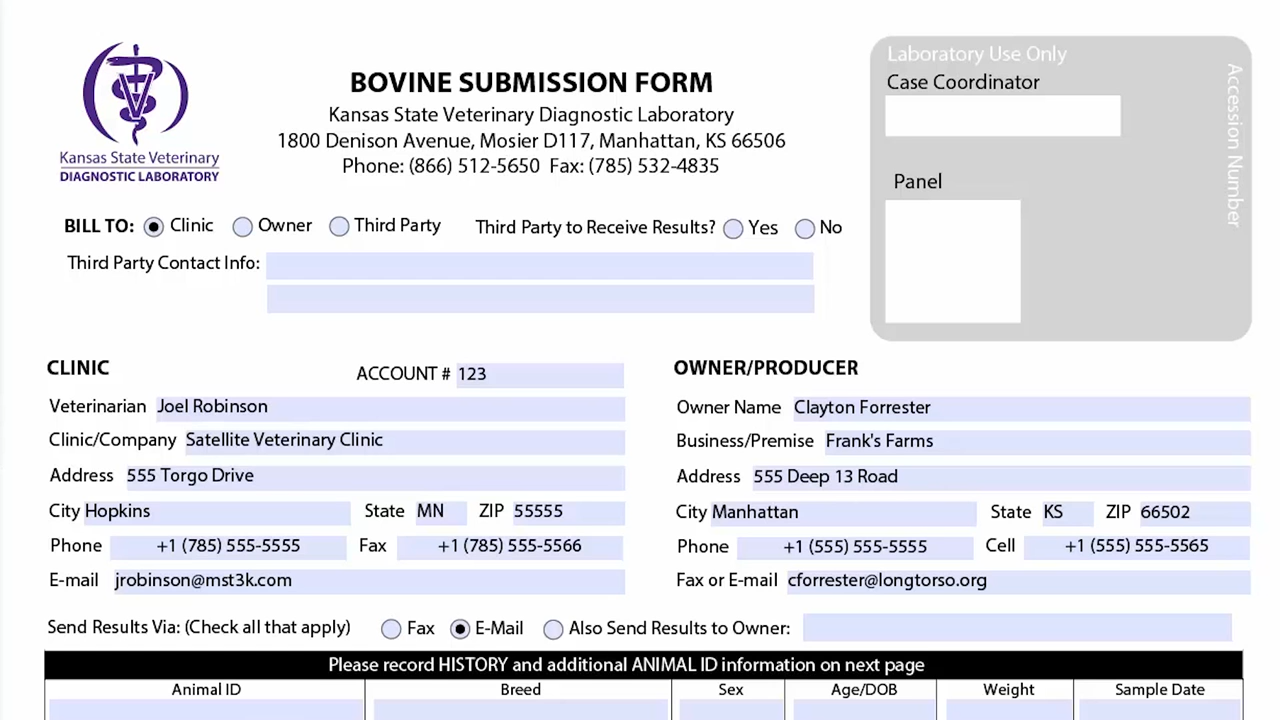 Kansas State Veterinary
DIAGNOSTIC LABORATORY
BOVINE SUBMISSION FORM
Kansas State Veterinary Diagnostic Laboratory
1800 Denison Avenue, Mosier D117, Manhattan, KS 66506
Phone: (866) 512-5650 Fax: (785) 532-4835
Laboratory Use Only
Case Coordinator
Panel
Accession Number
BILL TO: Clinic Owner Third Party Third Party to Receive Results? Yes No
Third Party Contact Info:
CLINIC
ACCOUNT # 123
Veterinarian Joel Robinson
Clinic/Company Satellite Veterinary Clinic
Address 555 Torgo Drive
City Hopkins State MN ZIP 55555
Phone +1 (785) 555-5555 Fax +1 (785) 555-5566
E-mail jrobinson@mst3k.com
OWNER/PRODUCER
Owner Name Clayton Forrester
Business/Premise Frank's Farms
Address 555 Deep 13 Road
City Manhattan State KS ZIP 66502
Phone +1 (555) 555-5555 Cell +1 (555) 555-5565
Fax or E-mail cforrester@longtorso.org
Send Results Via: (Check all that apply) Fax E-Mail Also Send Results to Owner:
Please record HISTORY and additional ANIMAL ID information on next page
Animal ID Breed Sex Age/DOB Weight Sample Date